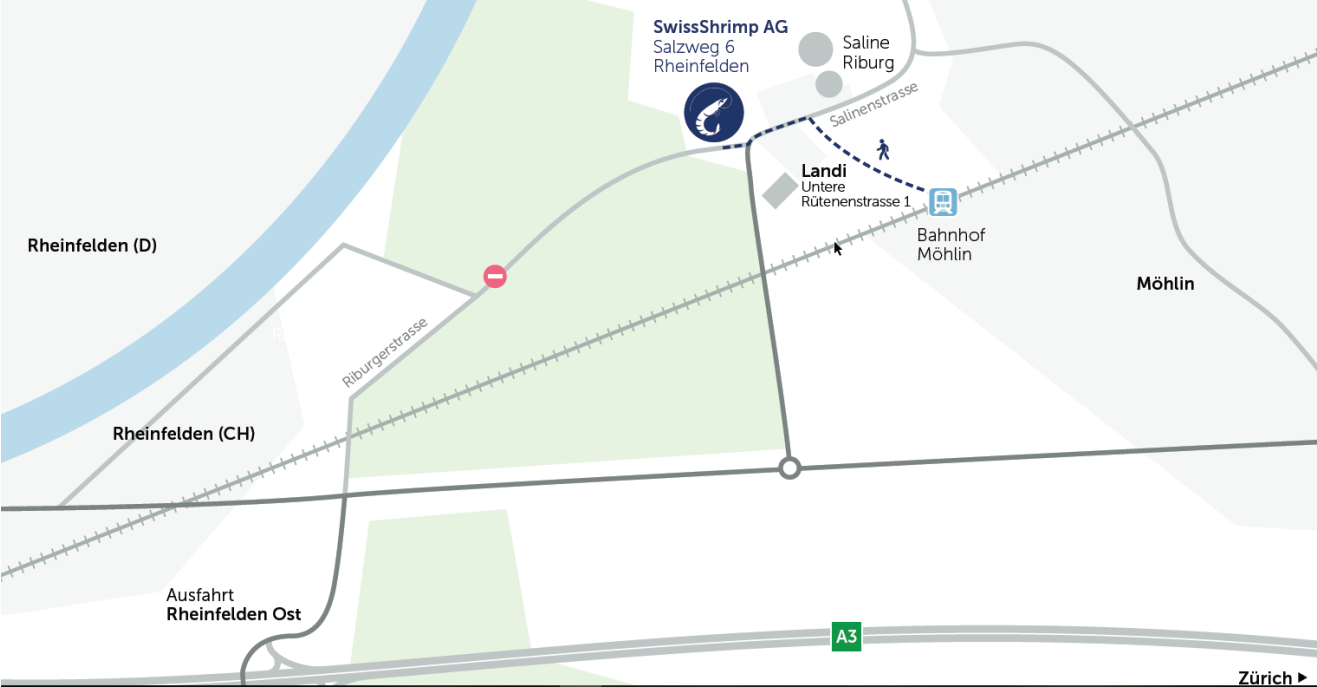 SwissShrimp AG
Salzweg 6
Rheinfelden
Saline
Riburg
Salinenstrasse
Landi
Untere
Rütenenstrasse 1
Bahnhof
Möhlin
Rheinfelden (D)
Möhlin
Riburgerstrasse
Rheinfelden (CH)
Ausfahrt
Rheinfelden Ost
A3
Zürich